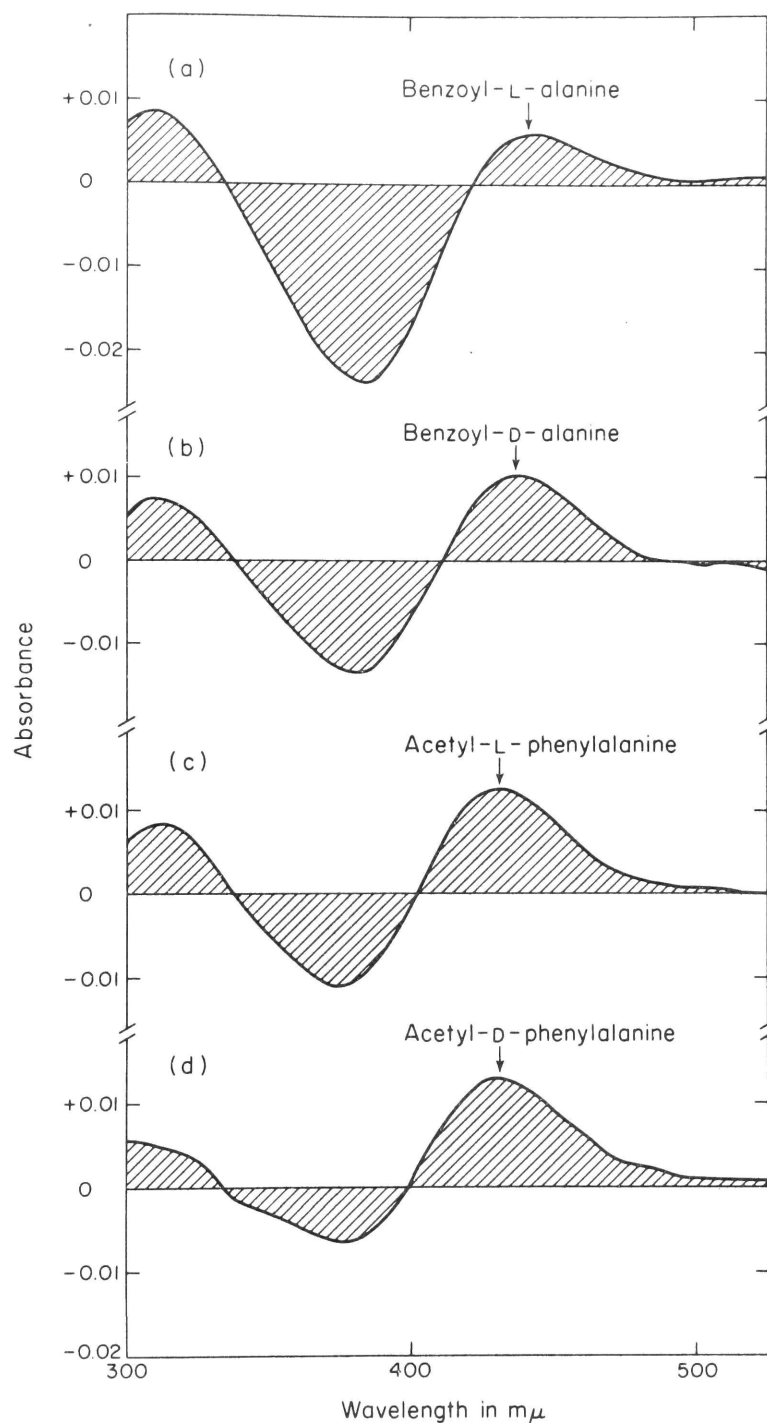 (a)
Benzoyl-L-alanine
+0.01
0
-0.01
-0.02
(b)
Benzoyl-D-alanine
+0.01
0
-0.01
(c)
Acetyl-L-phenylalanine
+0.01
0
-0.01
(d)
Acetyl-D-phenylalanine
+0.01
0
-0.01
-0.02
300
400
500
Absorbance
Wavelength in mμ